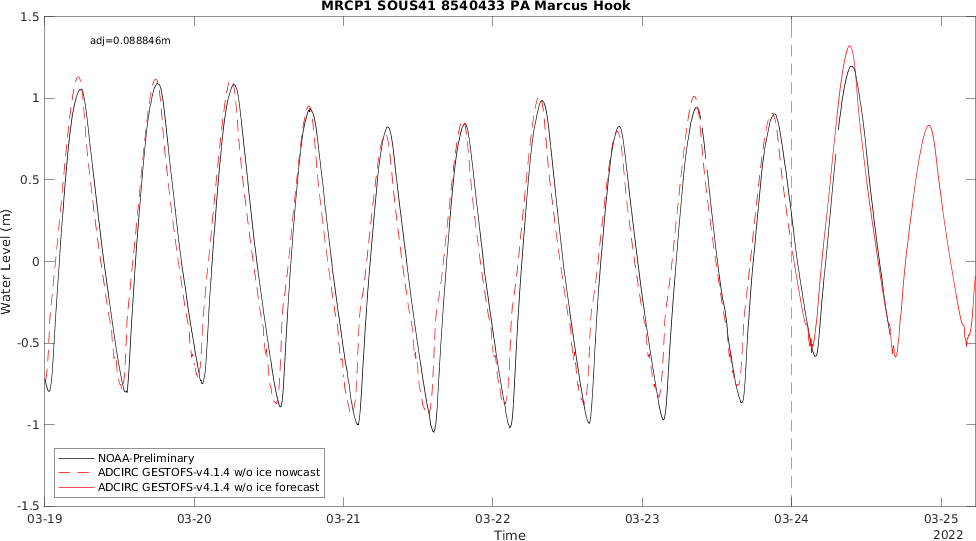 MRCP1 SOUS41 8540433 PA Marcus Hook
1.5
adj=0.088846m
1
0.5
0
-0.5
-1
-1.5
Water Level (m)
NOAA-Preliminary
ADCIRC GESTOFS-v4.1.4 w/o ice nowcast
ADCIRC GESTOFS-v4.1.4 w/o ice forecast
03-19 03-20 03-21 03-22 03-23 03-24 03-25
Time
2022